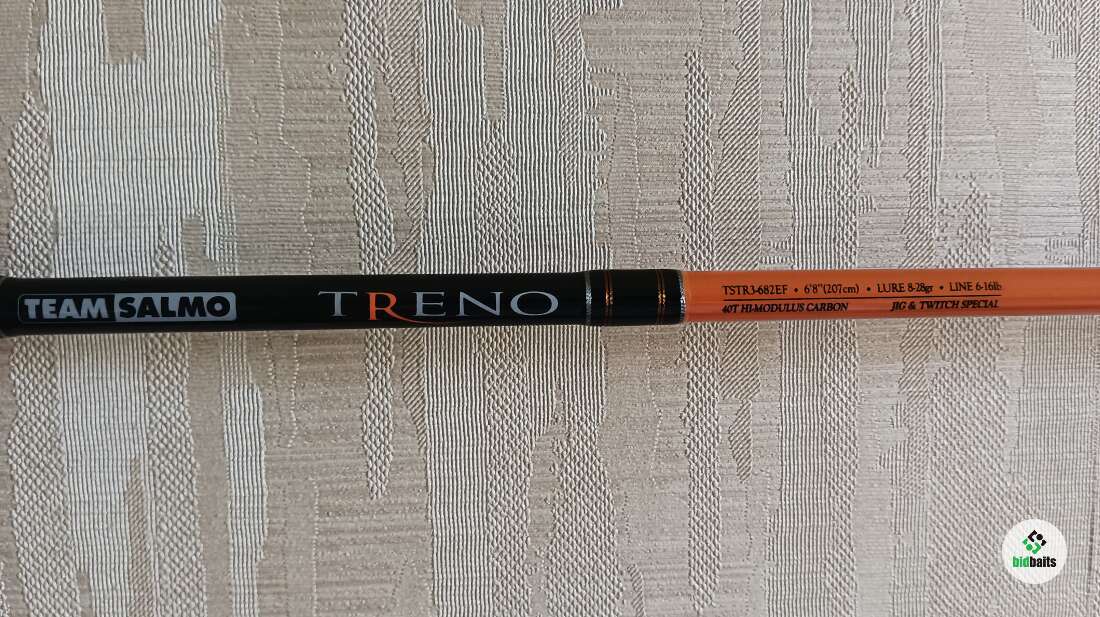 TEAM SALMO TRENO
TSTR3-682EF • 6'8"(207cm) • LURE 8-28gr • LINE 6-16lb
40T HI-MODULUS CARBON JIG & TWITCH SPECIAL
bidbaits